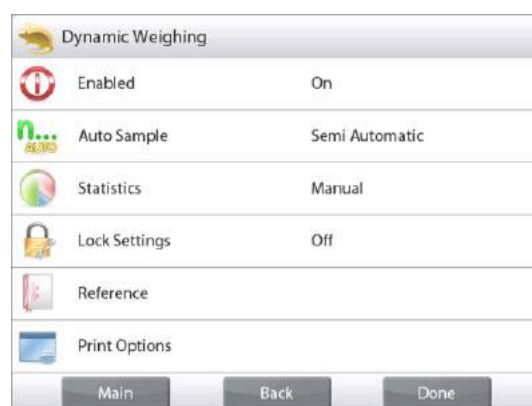 Dynamic Weighing
Enabled On
n...
AUTO
Auto Sample Semi Automatic
Statistics Manual
Lock Settings Off
Reference
Print Options
Main Back Done